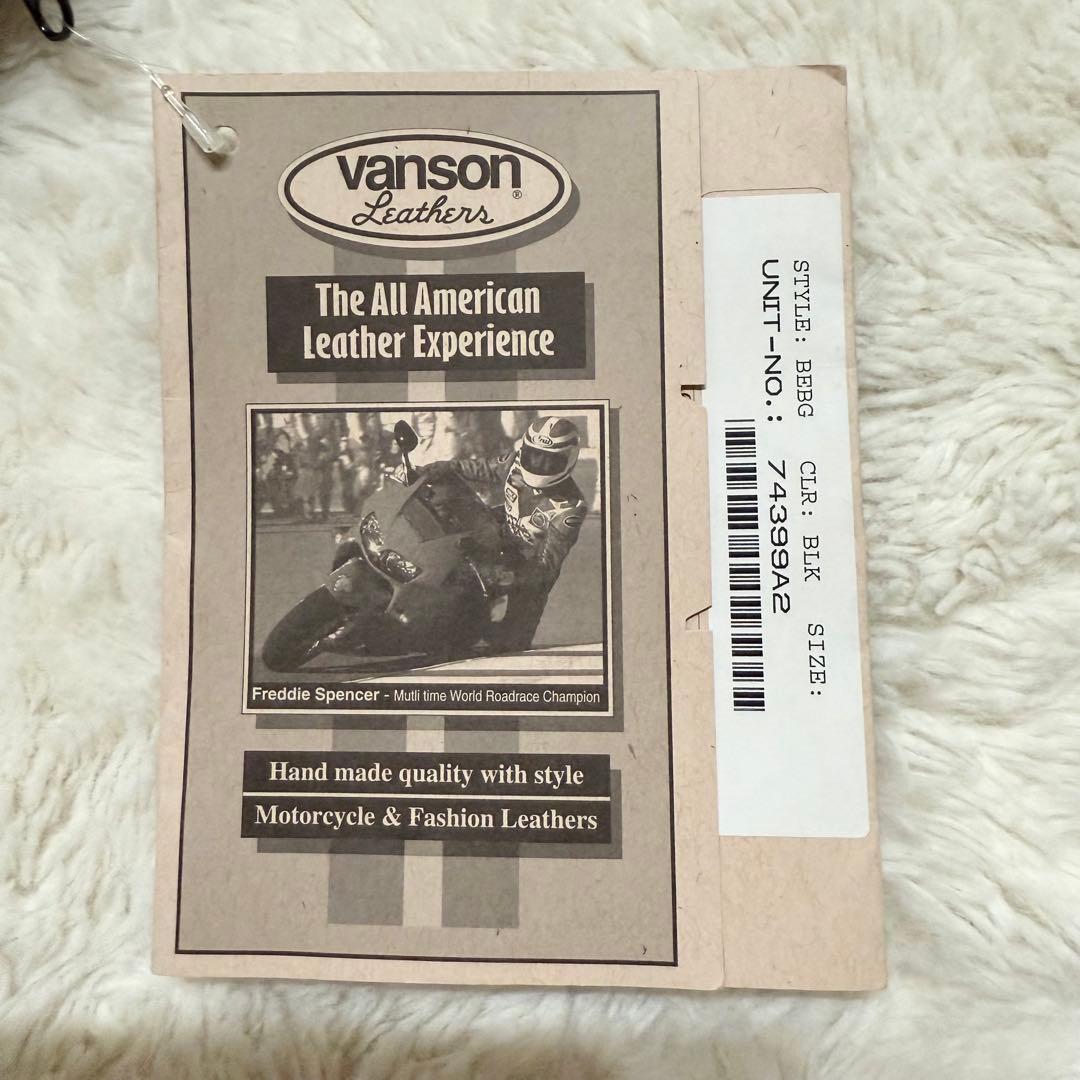 vanson®
Leathers
The All American
Leather Experience
Freddie Spencer - Mutli time World Roadrace Champion
Hand made quality with style
Motorcycle & Fashion Leathers
STYLE: BEBG CLR: BLK SIZE:
UNIT-NO.: 74399A2